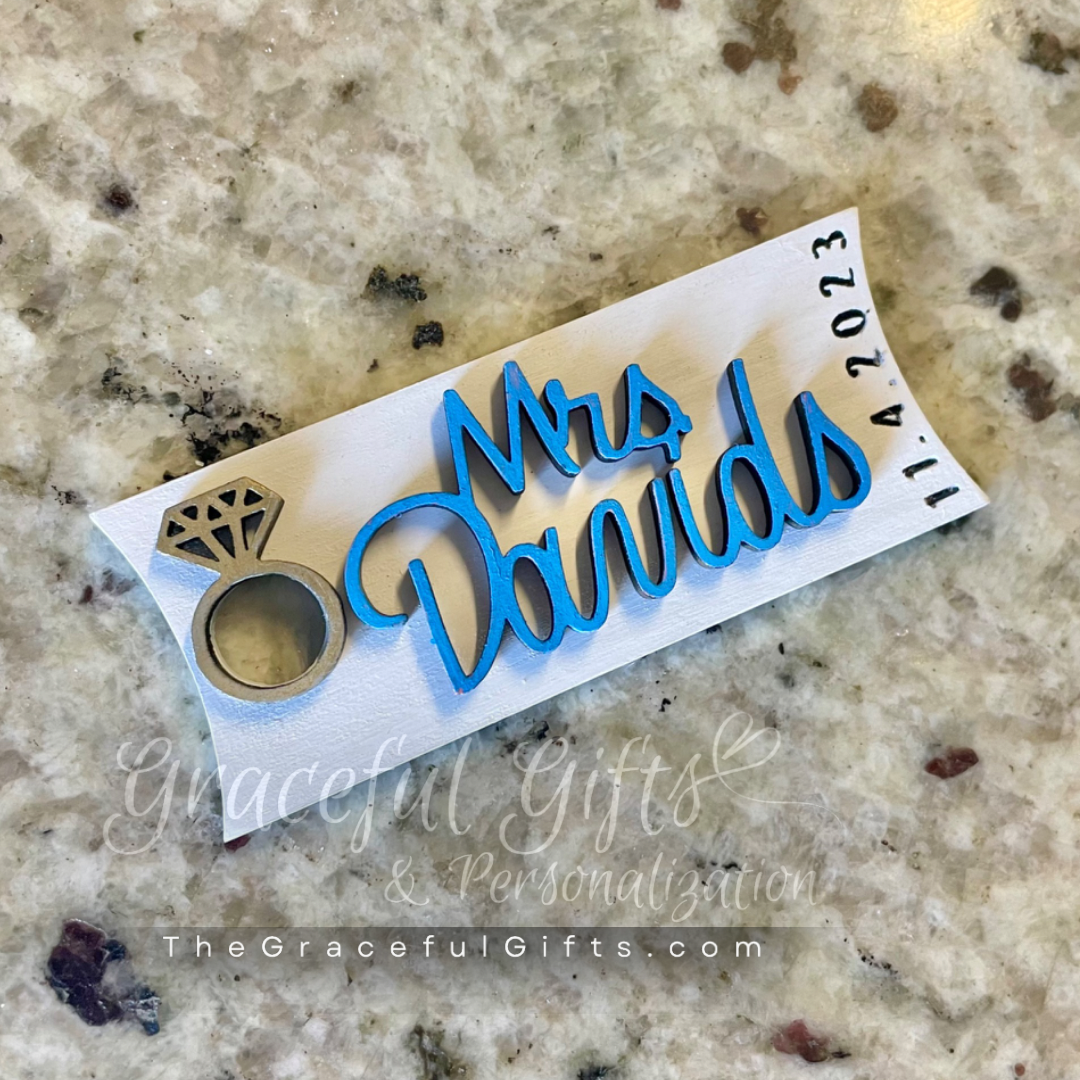 Mrs
Davids
11.4.2023
Graceful Gifts
& Personalization
TheGracefulGifts.com